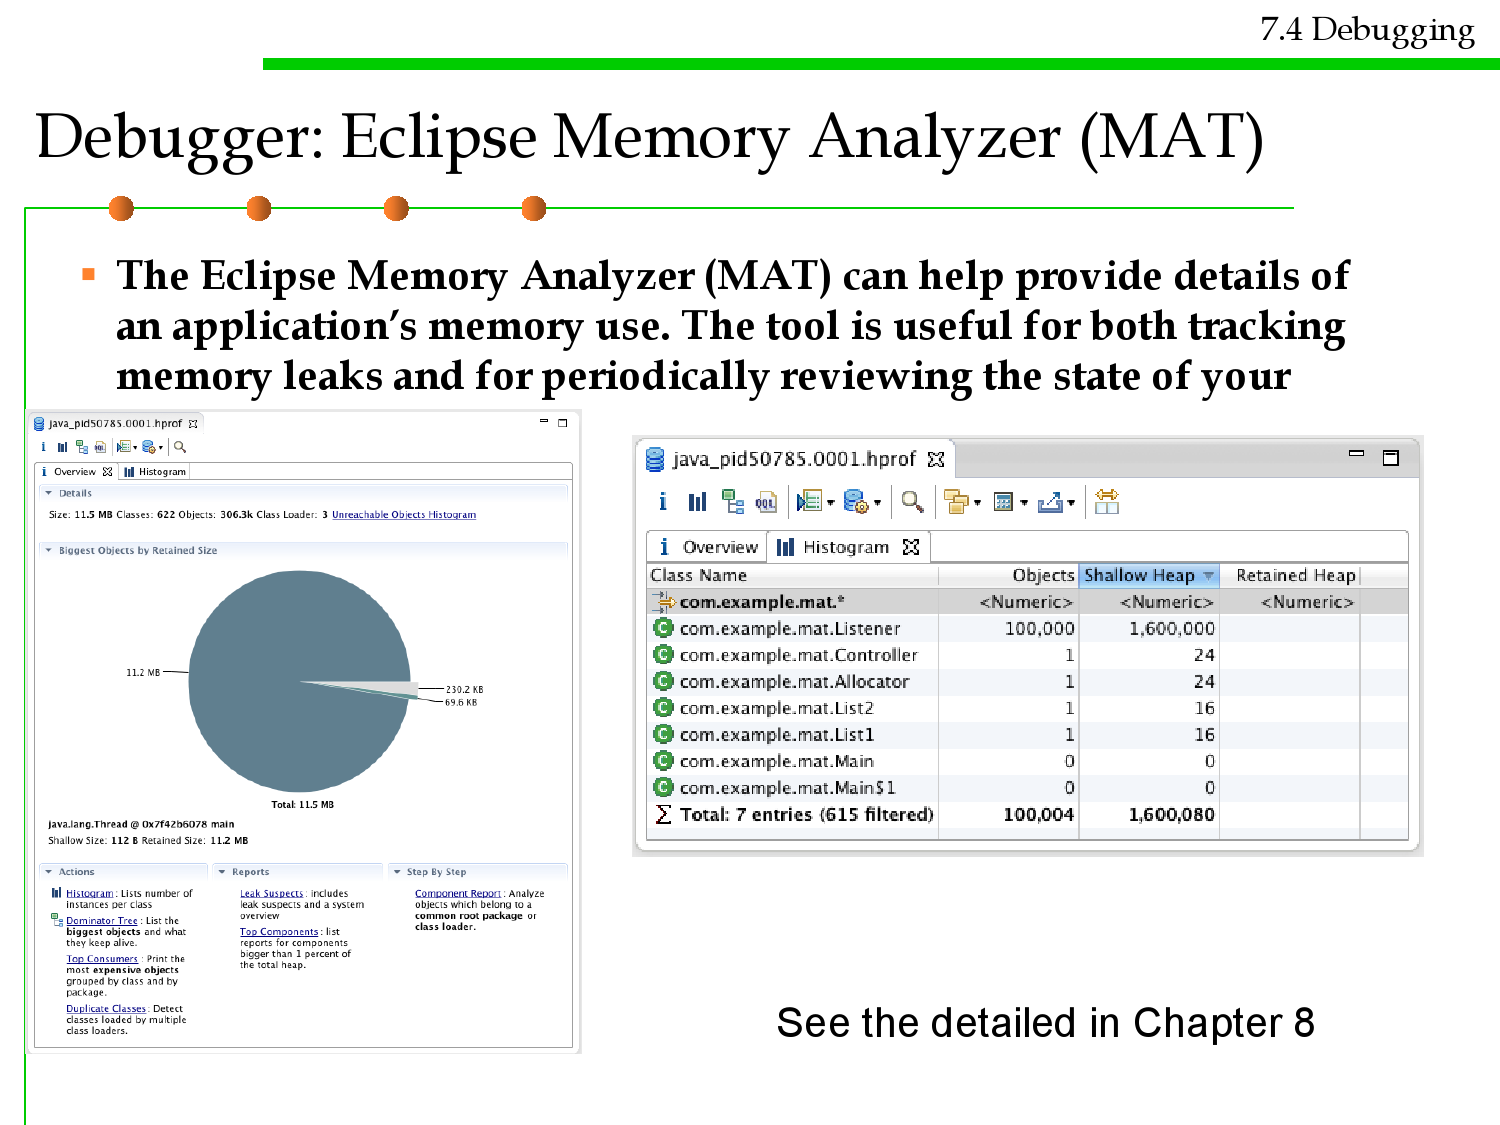 7.4 Debugging
Debugger: Eclipse Memory Analyzer (MAT)
The Eclipse Memory Analyzer (MAT) can help provide details of
an application’s memory use. The tool is useful for both tracking
memory leaks and for periodically reviewing the state of your
java_pid50785.0001.hprof
i OQL
i Overview Histogram
Details
Size: 11.5 MB Classes: 622 Objects: 306.3k Class Loader: 3 Unreachable Objects Histogram
Biggest Objects by Retained Size
11.2 MB
230.2 KB
69.6 KB
Total: 11.5 MB
java.lang.Thread @ 0x7f42b6078 main
Shallow Size: 112 B Retained Size: 11.2 MB
Actions
Histogram: Lists number of
instances per class
Dominator Tree: List the
biggest objects and what
they keep alive.
Top Consumers: Print the
most expensive objects
grouped by class and by
package.
Duplicate Classes: Detect
classes loaded by multiple
class loaders.
Reports
Leak Suspects: includes
leak suspects and a system
overview
Top Components: list
reports for components
bigger than 1 percent of
the total heap.
Step By Step
Component Report: Analyze
objects which belong to a
common root package or
class loader.
java_pid50785.0001.hprof
i OQL
i Overview Histogram
Class Name Objects Shallow Heap Retained Heap
com.example.mat.* <Numeric> <Numeric> <Numeric>
C com.example.mat.Listener 100,000 1,600,000
C com.example.mat.Controller 1 24
C com.example.mat.Allocator 1 24
C com.example.mat.List2 1 16
C com.example.mat.List1 1 16
C com.example.mat.Main 0 0
C com.example.mat.Main$1 0 0
Σ Total: 7 entries (615 filtered) 100,004 1,600,080
See the detailed in Chapter 8